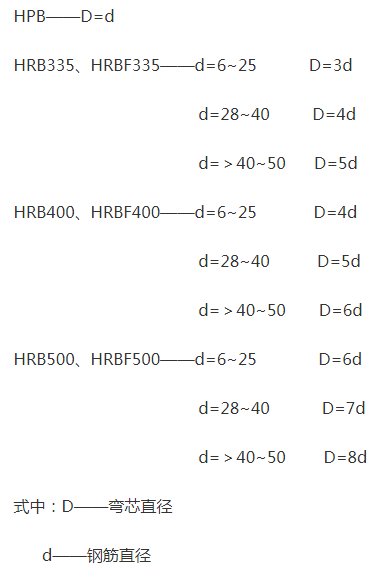 HPB——D=d
HRB335、HRBF335——d=6~25 D=3d
d=28~40 D=4d
d=＞40~50 D=5d
HRB400、HRBF400——d=6~25 D=4d
d=28~40 D=5d
d=＞40~50 D=6d
HRB500、HRBF500——d=6~25 D=6d
d=28~40 D=7d
d=＞40~50 D=8d
式中：D——弯芯直径
d——钢筋直径